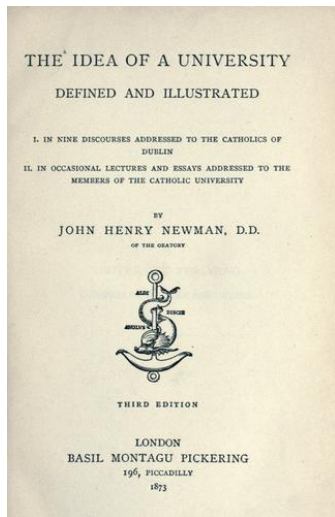 THE IDEA OF A UNIVERSITY
DEFINED AND ILLUSTRATED
I. IN NINE DISCOURSES ADDRESSED TO THE CATHOLICS OF
DUBLIN
II. IN OCCASIONAL LECTURES AND ESSAYS ADDRESSED TO THE
MEMBERS OF THE CATHOLIC UNIVERSITY
BY
JOHN HENRY NEWMAN, D.D.
OF THE ORATORY
ALDI
DISCIP
ANGLVS
THIRD EDITION
LONDON
BASIL MONTAGU PICKERING
196, PICCADILLY
1873